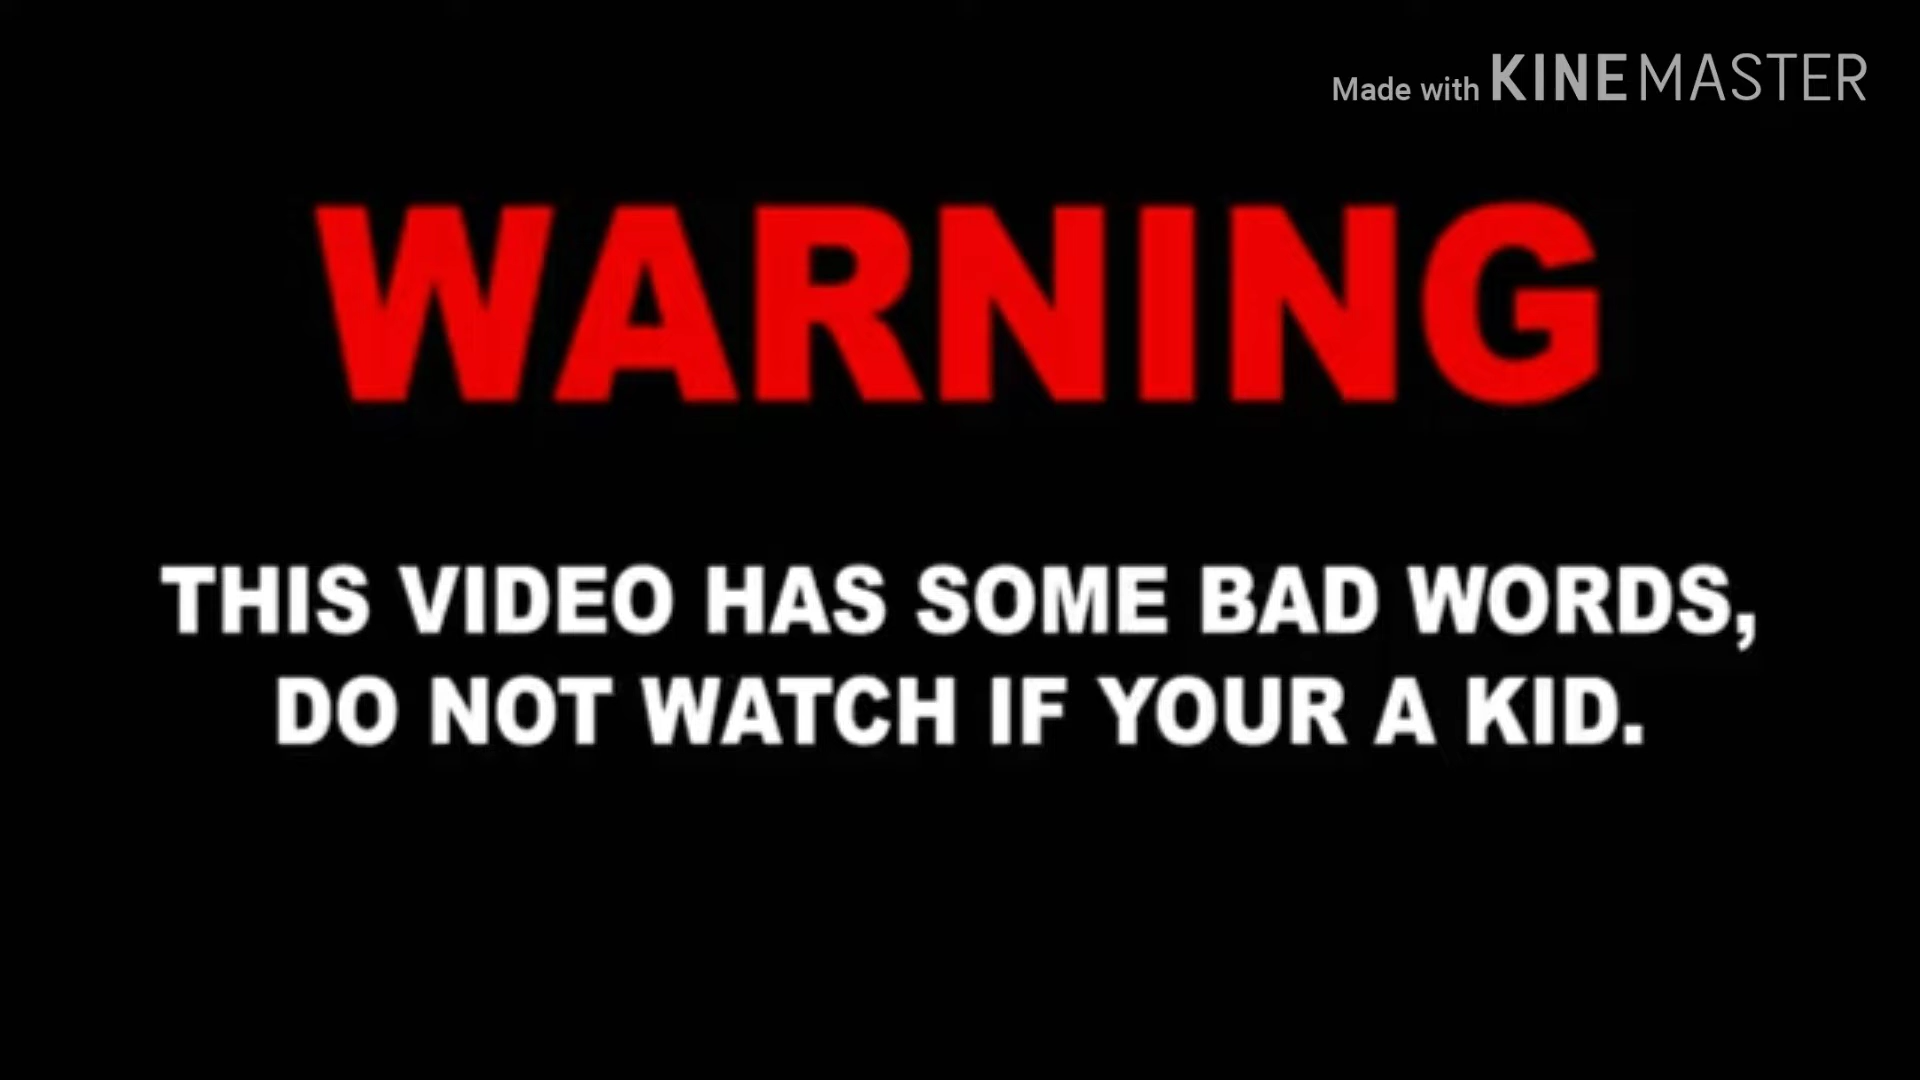 Made with KINEMASTER
WARNING
THIS VIDEO HAS SOME BAD WORDS,
DO NOT WATCH IF YOUR A KID.